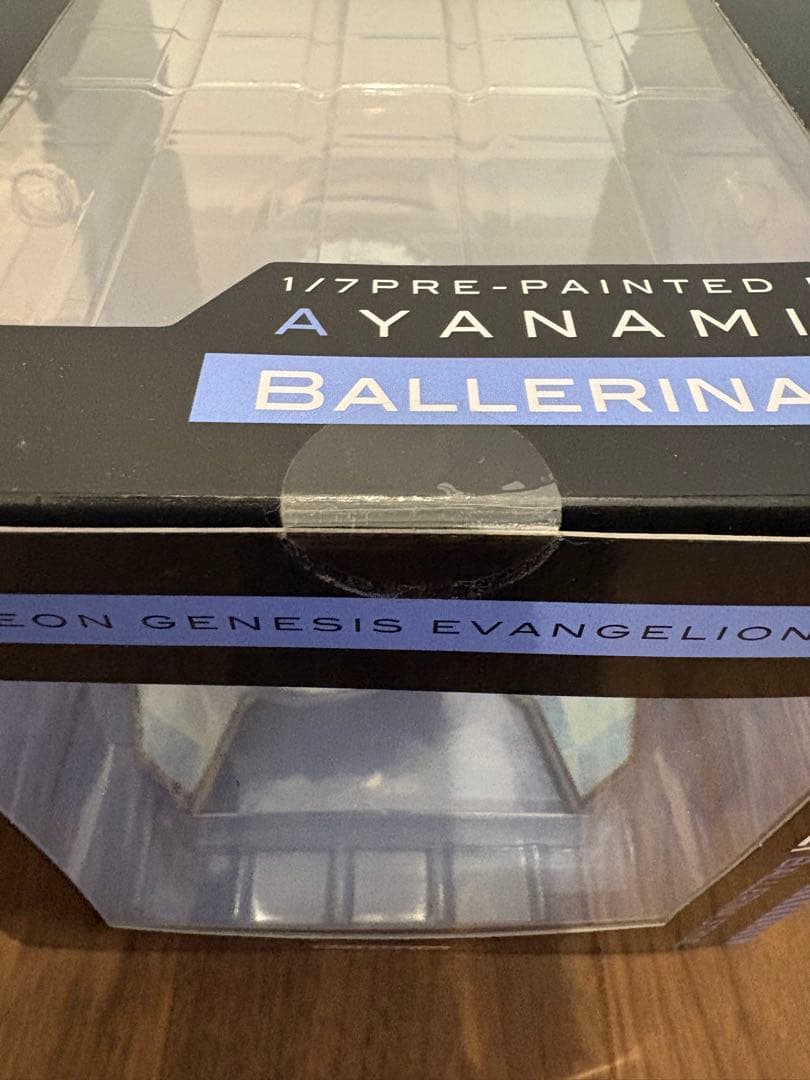 1/7PRE-PAINTED
AYANAMI
BALLERINA
EON GENESIS EVANGELION